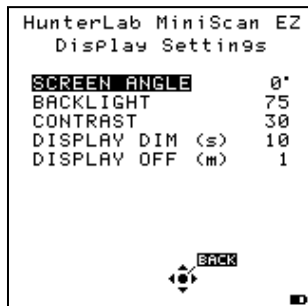 HunterLab MiniScan EZ
Display Settings
SCREEN ANGLE 0°
BACKLIGHT 75
CONTRAST 30
DISPLAY DIM (s) 10
DISPLAY OFF (m) 1
BACK